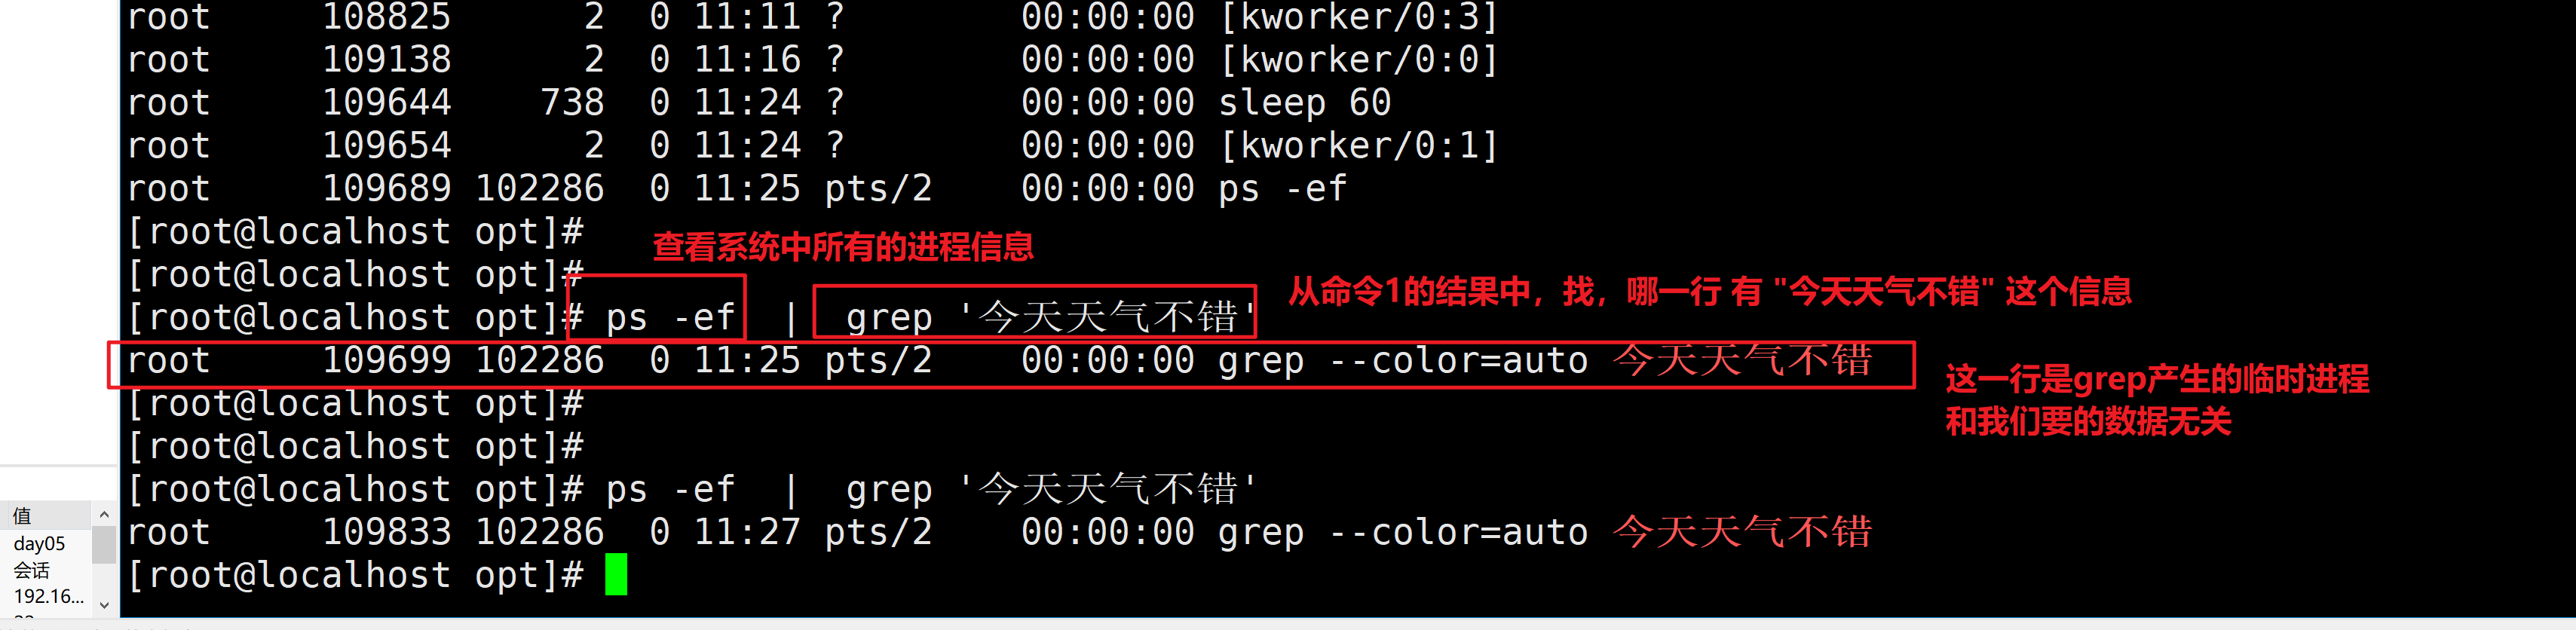 root 108825 2 0 11:11 ? 00:00:00 [kworker/0:3]
root 109138 2 0 11:16 ? 00:00:00 [kworker/0:0]
root 109644 738 0 11:24 ? 00:00:00 sleep 60
root 109654 2 0 11:24 ? 00:00:00 [kworker/0:1]
root 109689 102286 0 11:25 pts/2 00:00:00 ps -ef
[root@localhost opt]#
查看系统中所有的进程信息
[root@localhost opt]#
从命令1的结果中，找，哪一行 有 "今天天气不错" 这个信息
[root@localhost opt]# ps -ef | grep '今天天气不错'
root 109699 102286 0 11:25 pts/2 00:00:00 grep --color=auto 今天天气不错
这一行是grep产生的临时进程
和我们要的数据无关
[root@localhost opt]#
[root@localhost opt]#
[root@localhost opt]# ps -ef | grep '今天天气不错'
root 109833 102286 0 11:27 pts/2 00:00:00 grep --color=auto 今天天气不错
[root@localhost opt]#
值
day05
会话
192.16...